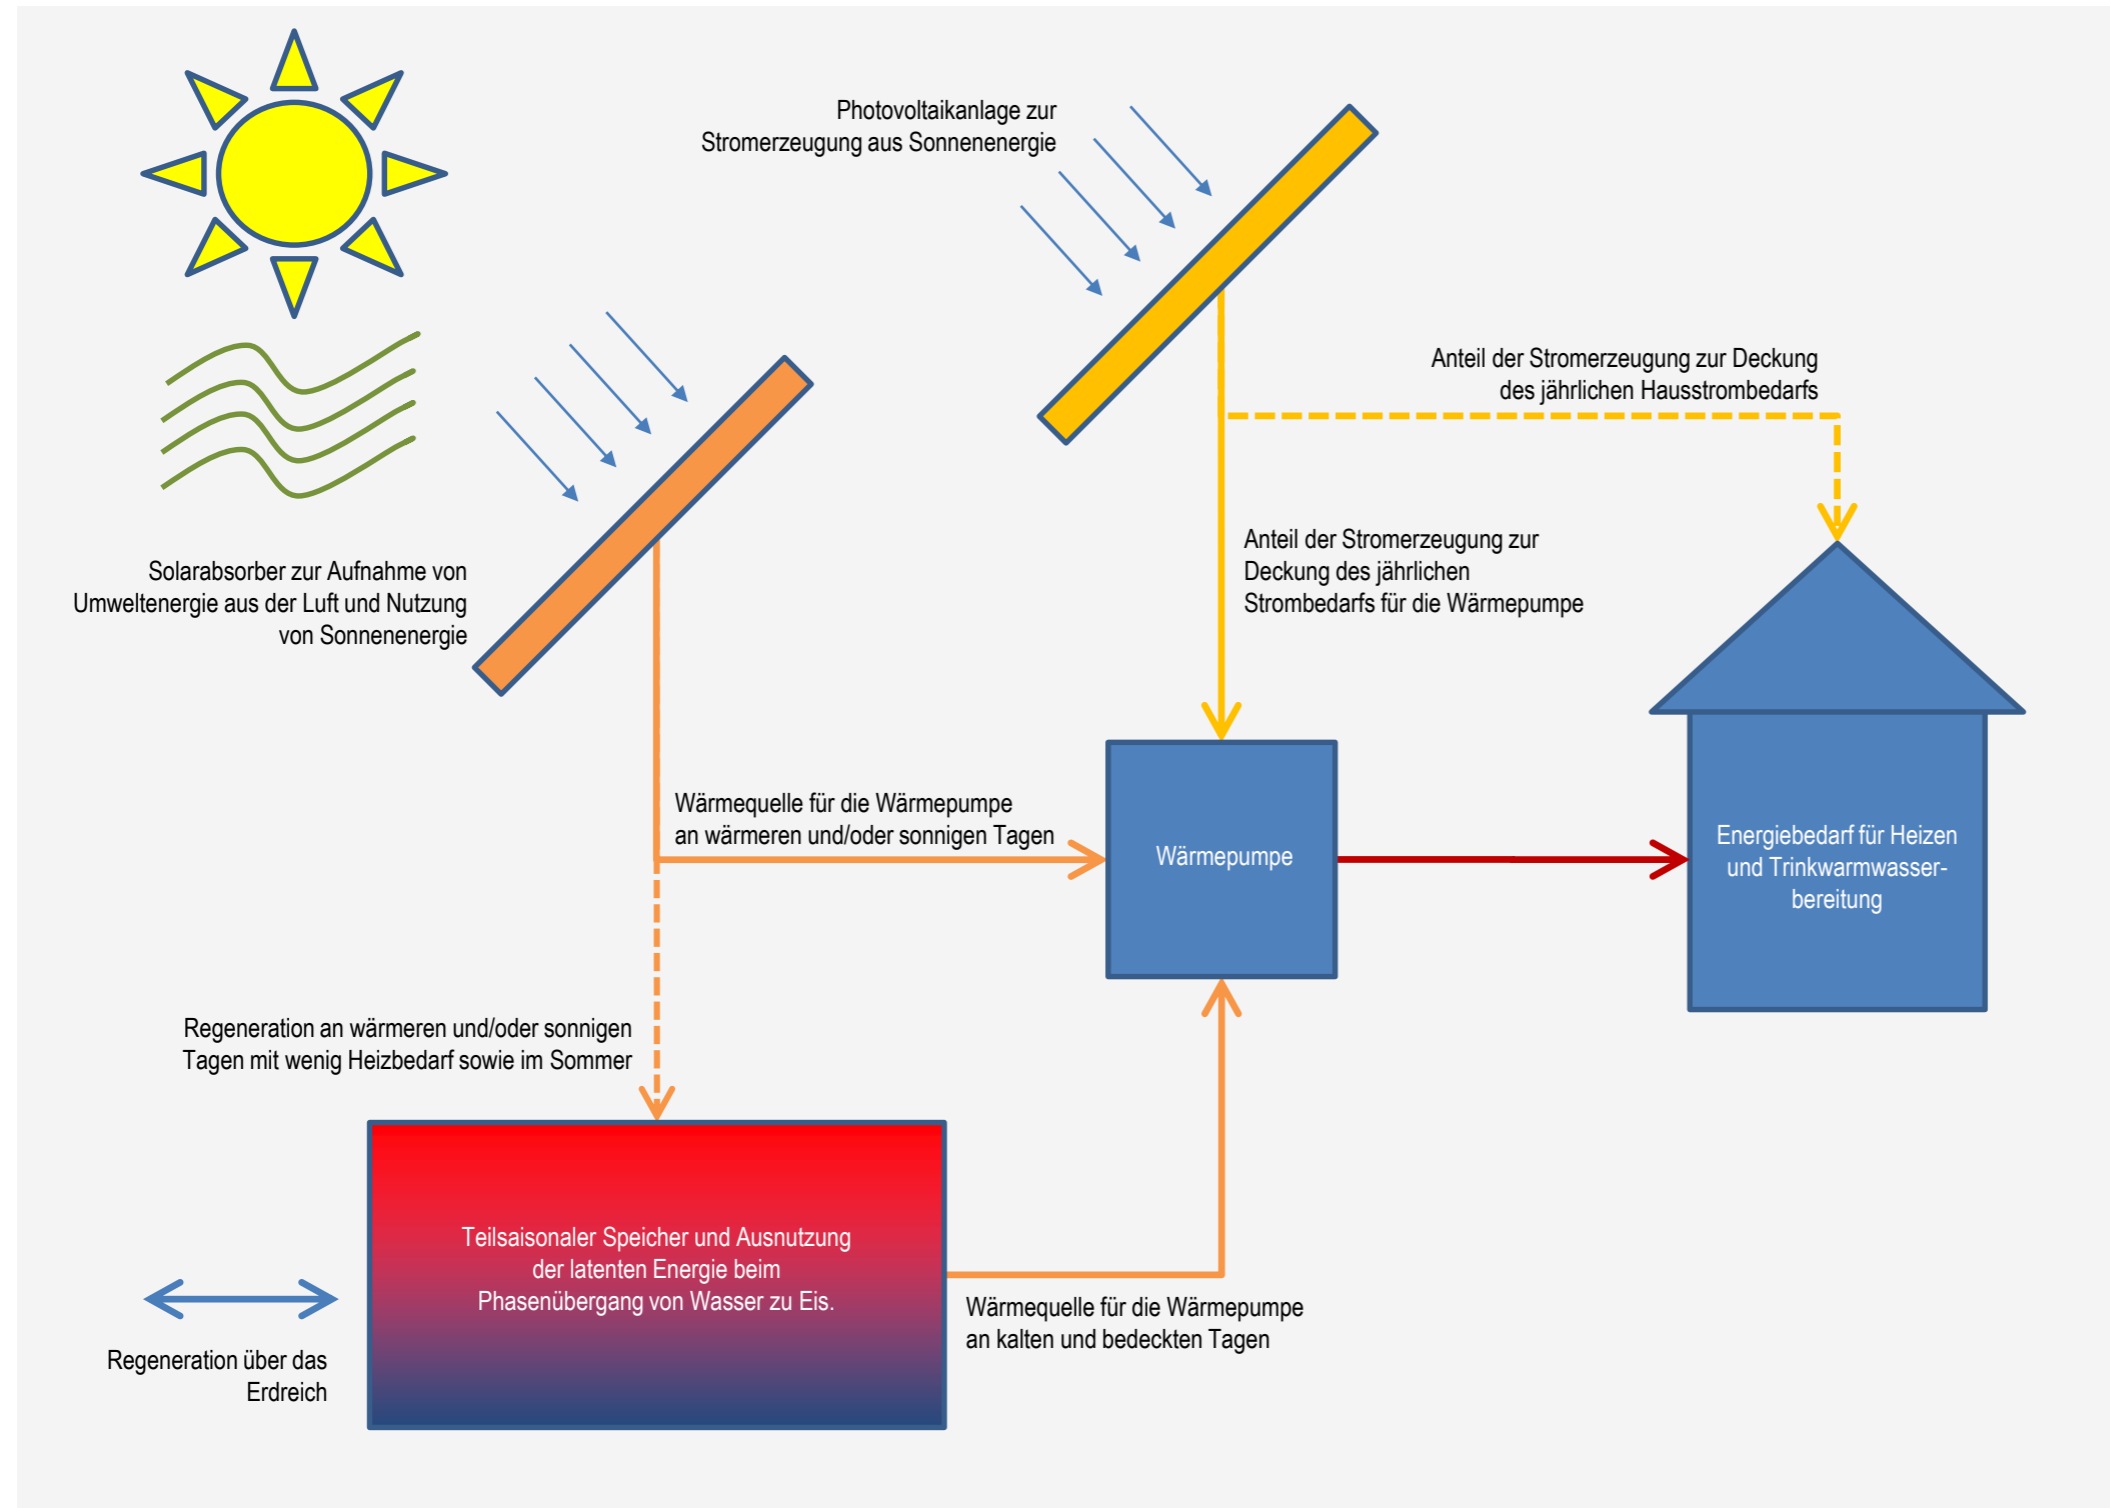 Photovoltaikanlage zur
Stromerzeugung aus Sonnenenergie
Anteil der Stromerzeugung zur Deckung
des jährlichen Hausstrombedarfs
Anteil der Stromerzeugung zur
Deckung des jährlichen
Strombedarfs für die Wärmepumpe
Solarabsorber zur Aufnahme von
Umweltenergie aus der Luft und Nutzung
von Sonnenenergie
Wärmequelle für die Wärmepumpe
an wärmeren und/oder sonnigen Tagen
Wärmepumpe
Energiebedarf für Heizen
und Trinkwarmwasser-
bereitung
Regeneration an wärmeren und/oder sonnigen
Tagen mit wenig Heizbedarf sowie im Sommer
Teilsaisonaler Speicher und Ausnutzung
der latenten Energie beim
Phasenübergang von Wasser zu Eis.
Wärmequelle für die Wärmepumpe
an kalten und bedeckten Tagen
Regeneration über das
Erdreich